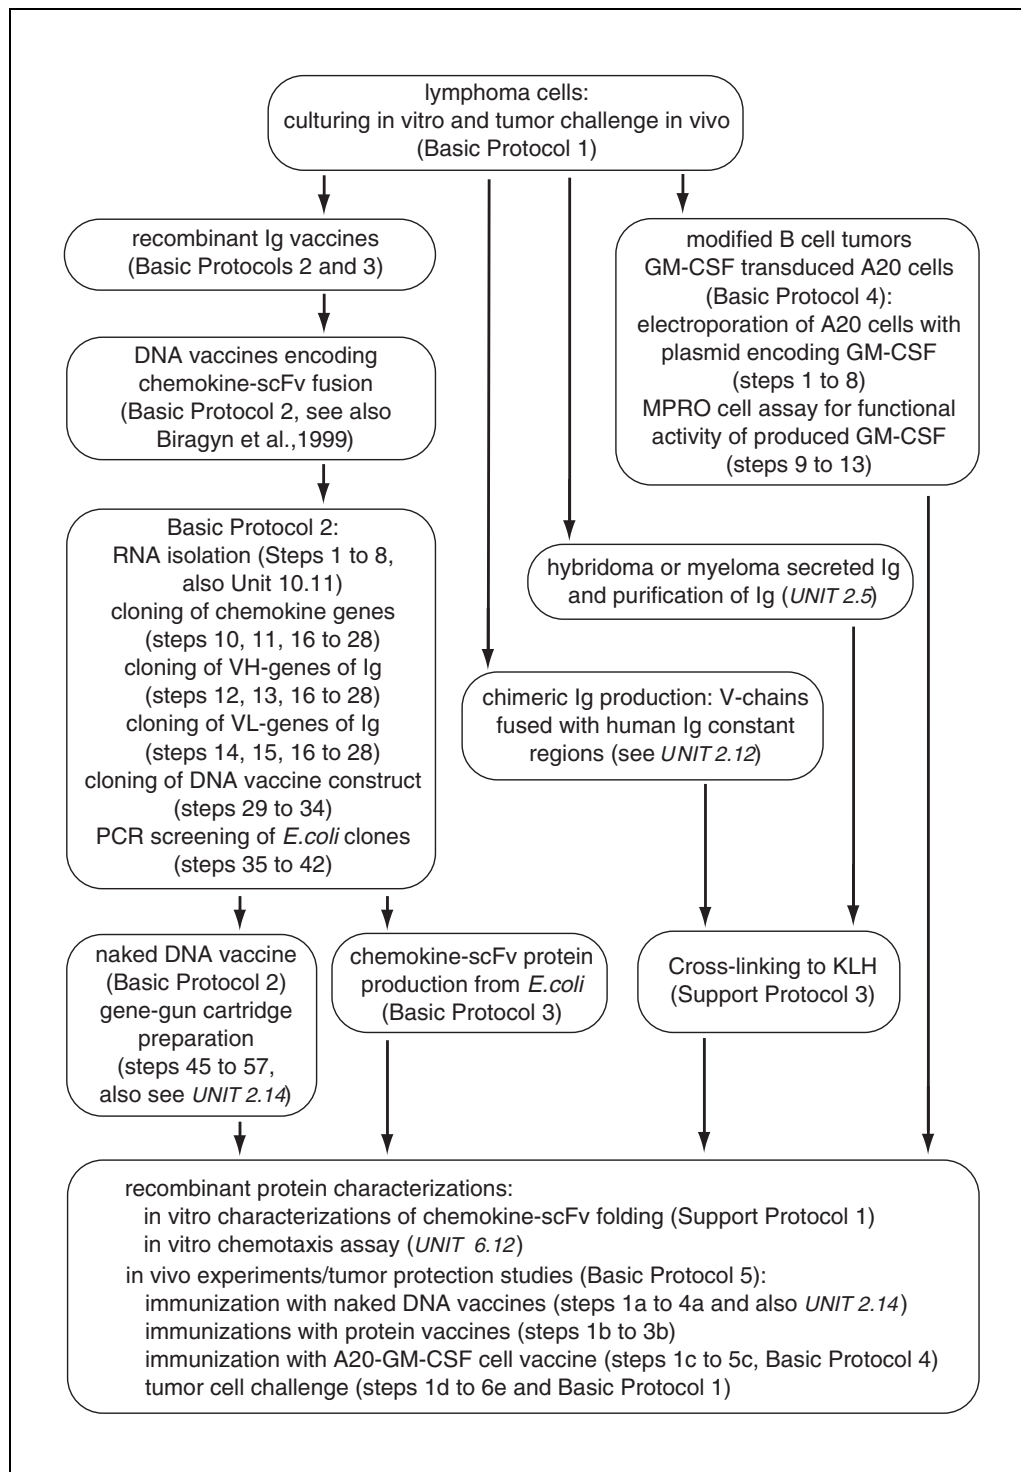 lymphoma cells:
culturing in vitro and tumor challenge in vivo
(Basic Protocol 1)
recombinant Ig vaccines
(Basic Protocols 2 and 3)
DNA vaccines encoding
chemokine-scFv fusion
(Basic Protocol 2, see also
Biragyn et al.,1999)
Basic Protocol 2:
RNA isolation (Steps 1 to 8,
also Unit 10.11)
cloning of chemokine genes
(steps 10, 11, 16 to 28)
cloning of VH-genes of Ig
(steps 12, 13, 16 to 28)
cloning of VL-genes of Ig
(steps 14, 15, 16 to 28)
cloning of DNA vaccine construct
(steps 29 to 34)
PCR screening of E.coli clones
(steps 35 to 42)
modified B cell tumors
GM-CSF transduced A20 cells
(Basic Protocol 4):
electroporation of A20 cells with
plasmid encoding GM-CSF
(steps 1 to 8)
MPRO cell assay for functional
activity of produced GM-CSF
(steps 9 to 13)
hybridoma or myeloma secreted Ig
and purification of Ig (UNIT 2.5)
chimeric Ig production: V-chains
fused with human Ig constant
regions (see UNIT 2.12)
naked DNA vaccine
(Basic Protocol 2)
gene-gun cartridge
preparation
(steps 45 to 57,
also see UNIT 2.14)
chemokine-scFv protein
production from E.coli
(Basic Protocol 3)
Cross-linking to KLH
(Support Protocol 3)
recombinant protein characterizations:
in vitro characterizations of chemokine-scFv folding (Support Protocol 1)
in vitro chemotaxis assay (UNIT 6.12)
in vivo experiments/tumor protection studies (Basic Protocol 5):
immunization with naked DNA vaccines (steps 1a to 4a and also UNIT 2.14)
immunizations with protein vaccines (steps 1b to 3b)
immunization with A20-GM-CSF cell vaccine (steps 1c to 5c, Basic Protocol 4)
tumor cell challenge (steps 1d to 6e and Basic Protocol 1)